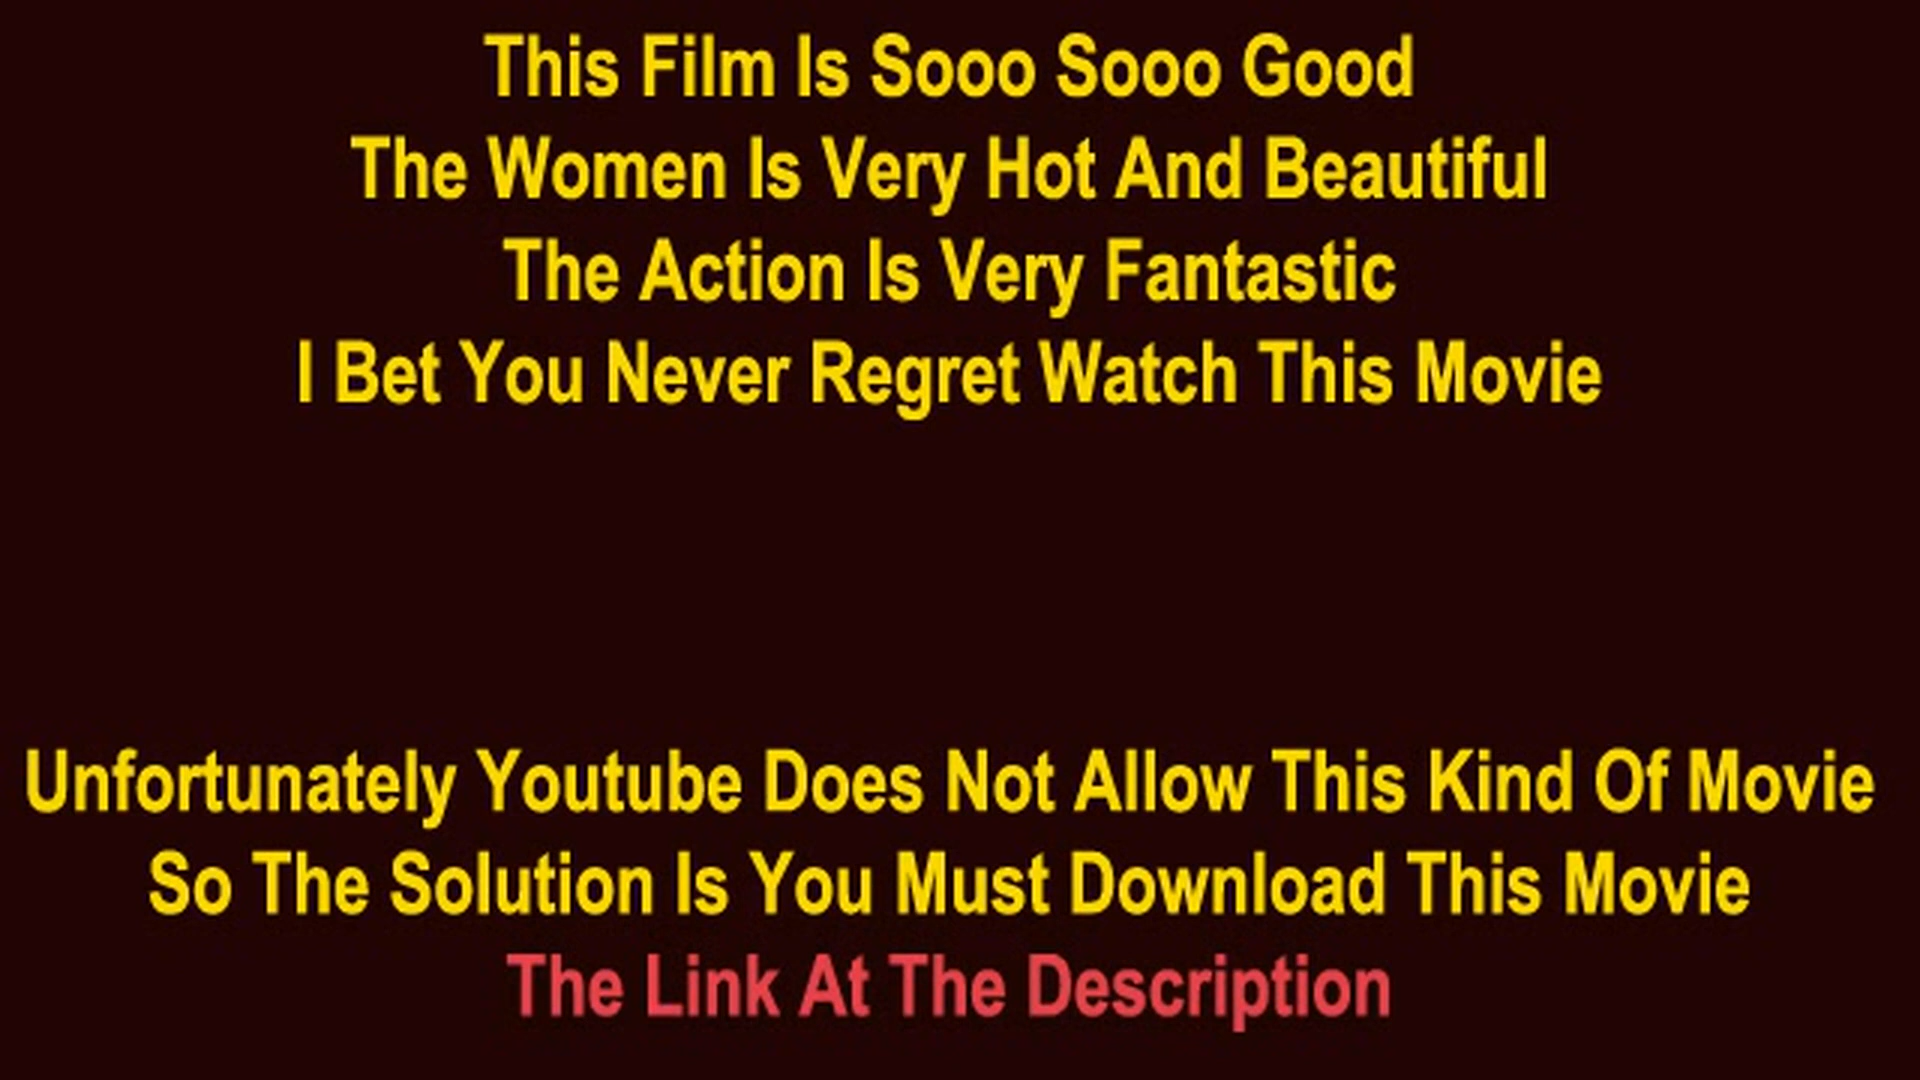 This Film Is Sooo Sooo Good
The Women Is Very Hot And Beautiful
The Action Is Very Fantastic
I Bet You Never Regret Watch This Movie
Unfortunately Youtube Does Not Allow This Kind Of Movie
So The Solution Is You Must Download This Movie
The Link At The Description